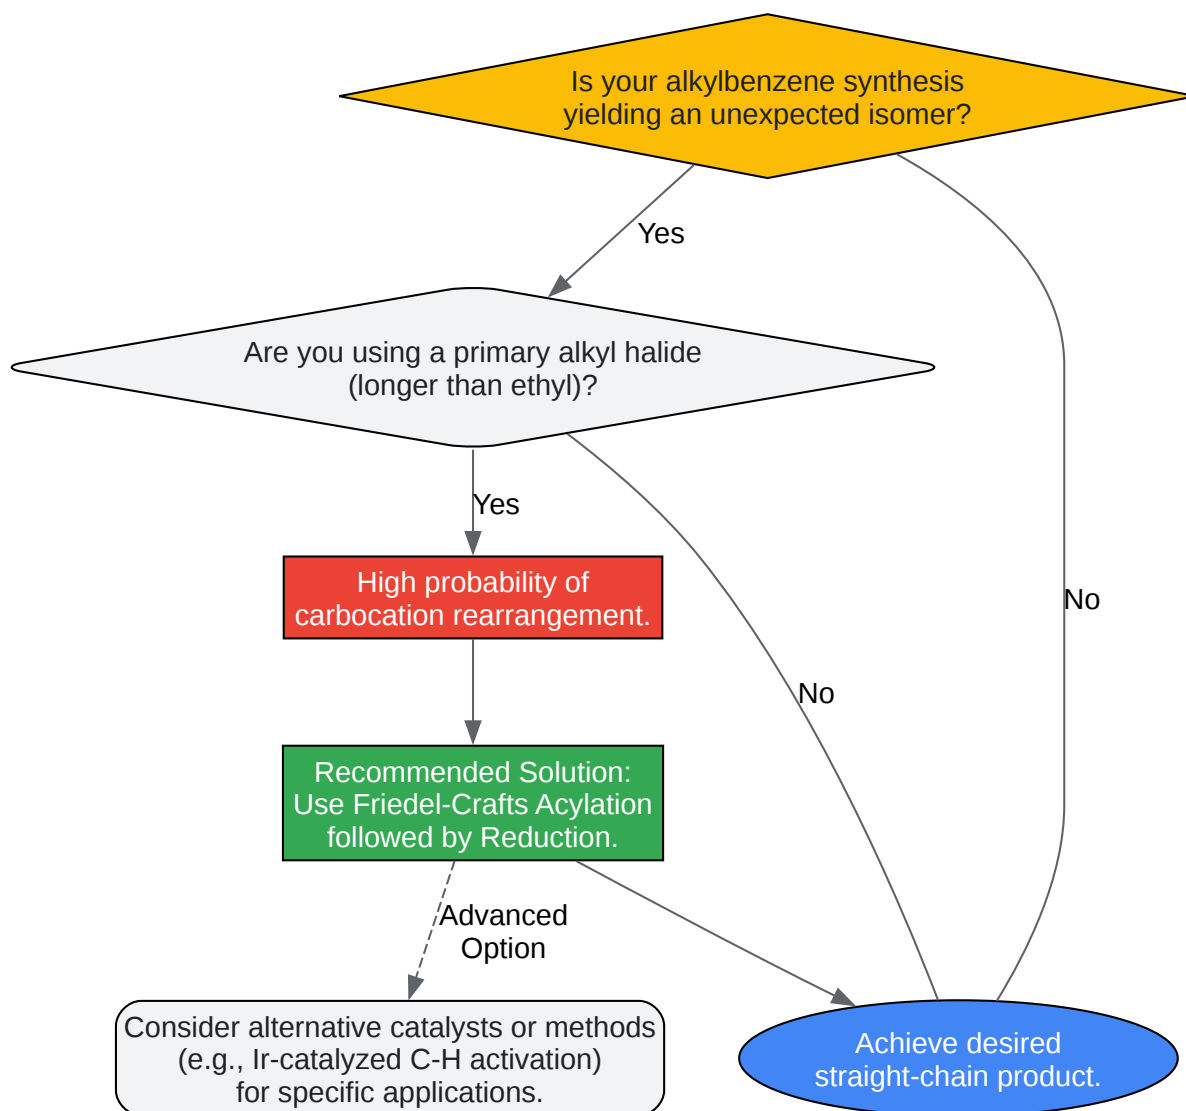 Is your alkylbenzene synthesis
yielding an unexpected isomer?
Yes
Are you using a primary alkyl halide
(longer than ethyl)?
Yes
High probability of
carbocation rearrangement.
No
No
Recommended Solution:
Use Friedel-Crafts Acylation
followed by Reduction.
Advanced
Option
Consider alternative catalysts or methods
(e.g., Ir-catalyzed C-H activation)
for specific applications.
Achieve desired
straight-chain product.